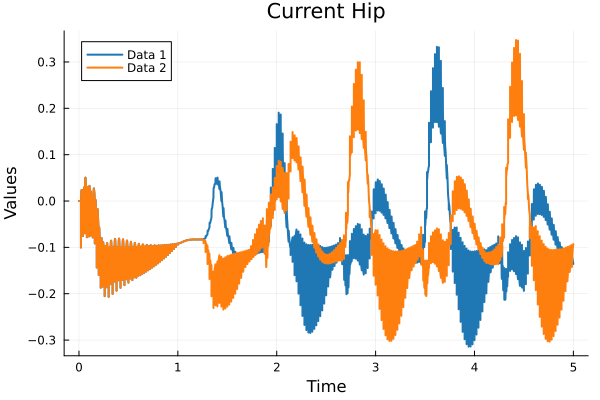 Current Hip
Data 1
Data 2
Values
0.3
0.2
0.1
0.0
−0.1
−0.2
−0.3
0 1 2 3 4 5
Time